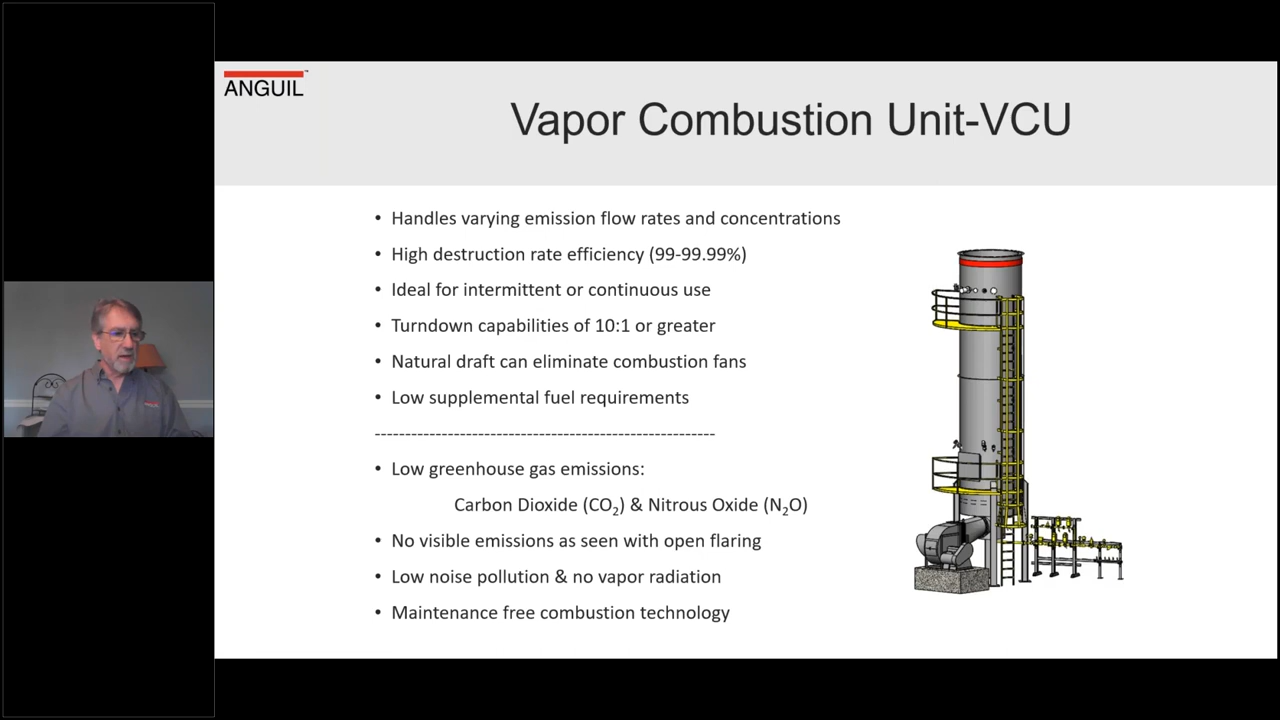 ANGUIL™
Vapor Combustion Unit-VCU
• Handles varying emission flow rates and concentrations
• High destruction rate efficiency (99-99.99%)
• Ideal for intermittent or continuous use
• Turndown capabilities of 10:1 or greater
• Natural draft can eliminate combustion fans
• Low supplemental fuel requirements
--------------------------------------------------------
• Low greenhouse gas emissions:
Carbon Dioxide (CO₂) & Nitrous Oxide (N₂O)
• No visible emissions as seen with open flaring
• Low noise pollution & no vapor radiation
• Maintenance free combustion technology